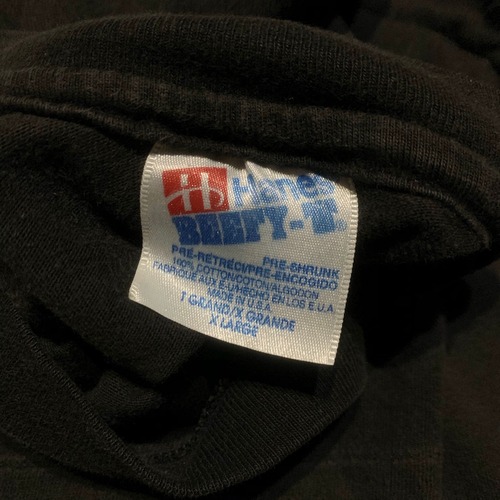 Hanes
BEEFY-T®
PRE-SHRUNK
PRÉ-RÉTRÉCI/PRE-ENCOGIDO
100% COTTON/COTON/ALGODON
FABRIQUÉ AUX E-U/HECHO EN LOS E.U.A.
MADE IN U.S.A.
T GRAND/X GRANDE
X LARGE